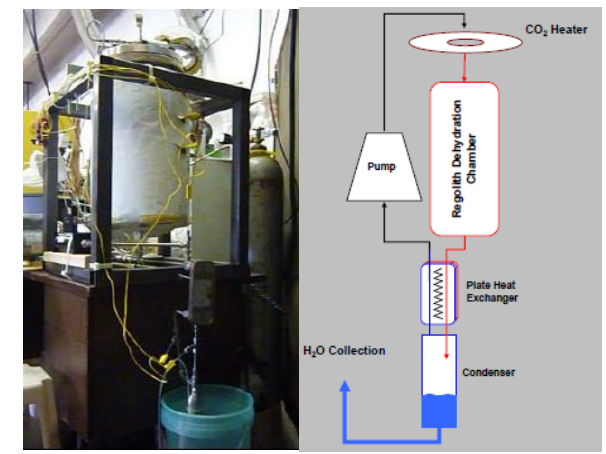 CO₂ Heater
Regolith Dehydration
Chamber
Pump
Plate Heat
Exchanger
H₂O Collection
Condenser